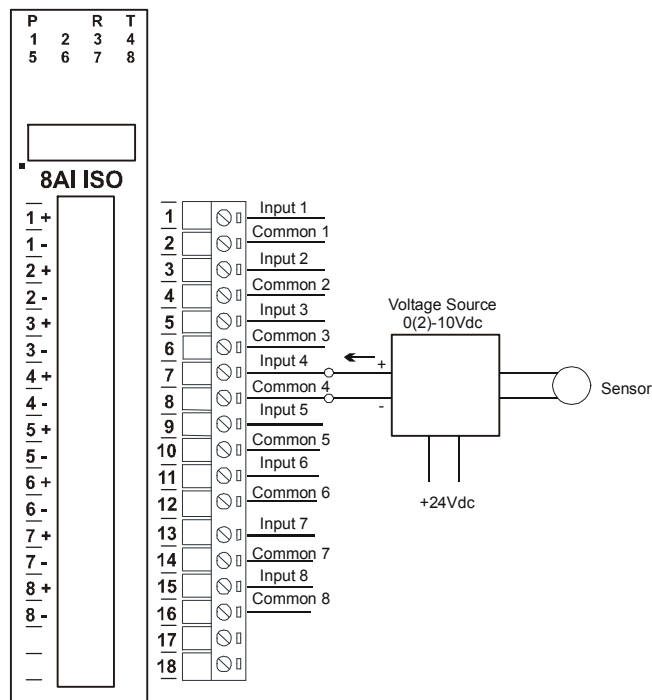 P R T
1 2 3 4
5 6 7 8
8AI ISO
1 +
1 -
2 +
2 -
3 +
3 -
4 +
4 -
5 +
5 -
6 +
6 -
7 +
7 -
8 +
8 -
1 Input 1
2 Common 1
3 Input 2
4 Common 2
5 Input 3
6 Common 3
7 Input 4
8 Common 4
9 Input 5
10 Common 5
11 Input 6
12 Common 6
13 Input 7
14 Common 7
15 Input 8
16 Common 8
17
18
Voltage Source
0(2)-10Vdc
+
-
Sensor
+24Vdc